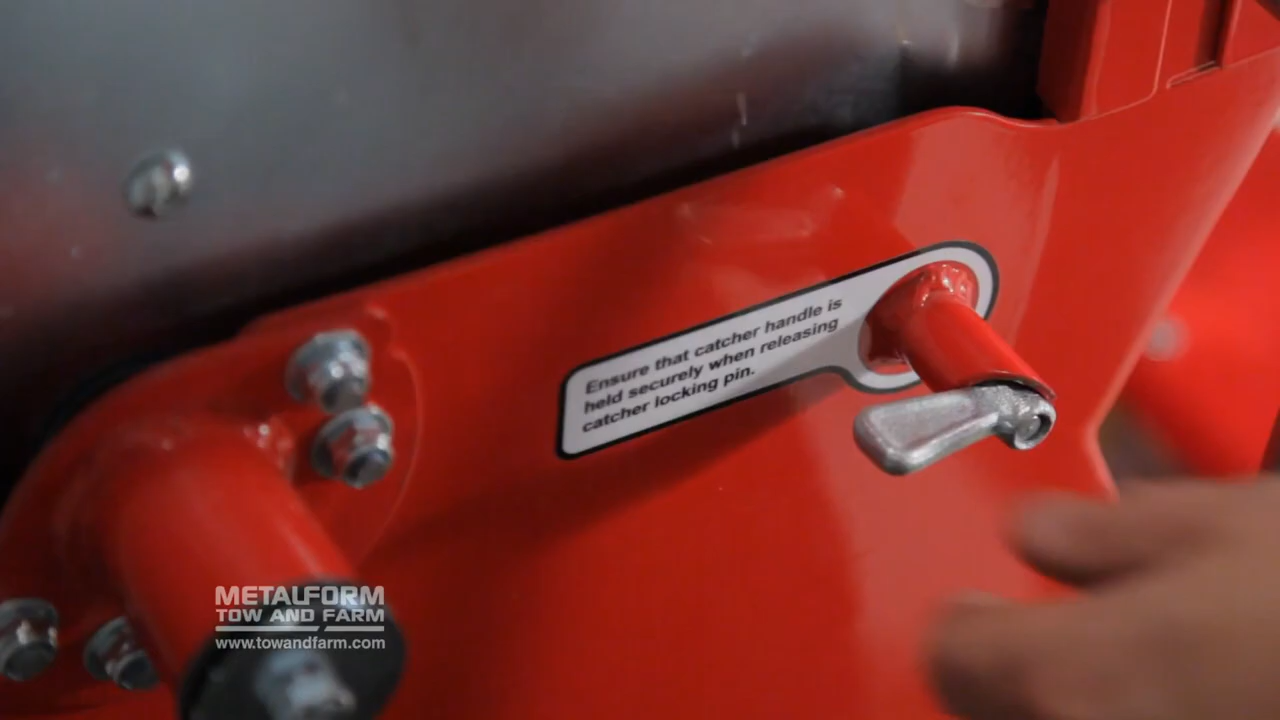 Ensure that catcher handle is
held securely when releasing
catcher locking pin.
METALFORM
TOW AND FARM
www.towandfarm.com